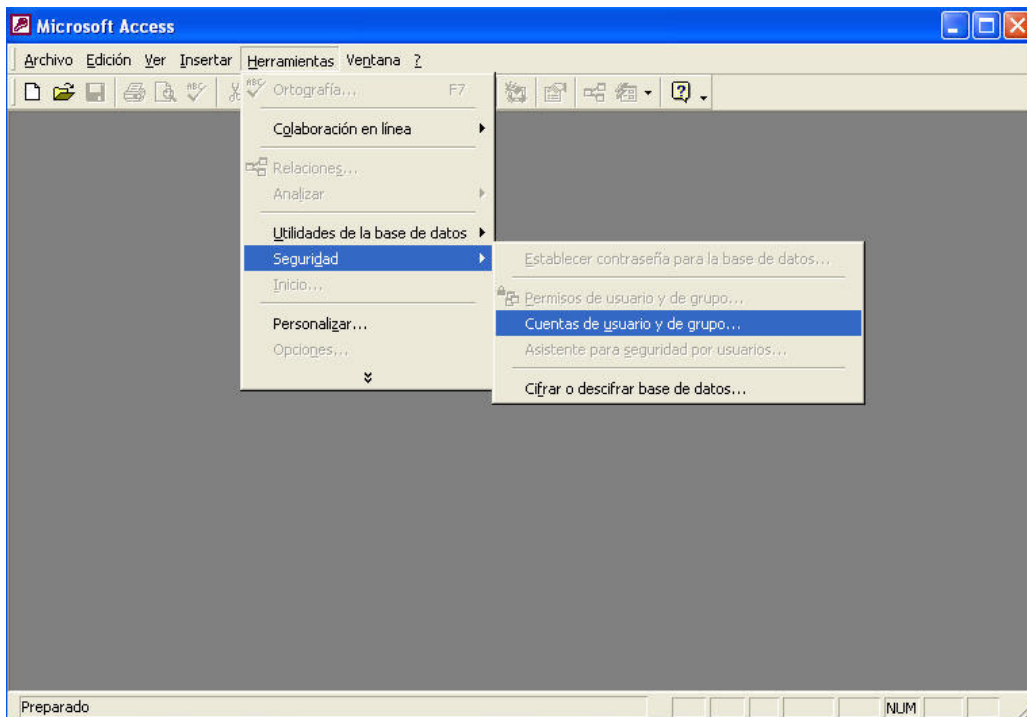 Microsoft Access
Archivo Edición Ver Insertar Herramientas Ventana ?
Ortografía... F7
Colaboración en línea
Relaciones...
Analizar
Utilidades de la base de datos
Seguridad
Inicio...
Personalizar...
Opciones...
Establecer contraseña para la base de datos...
Permisos de usuario y de grupo...
Cuentas de usuario y de grupo...
Asistente para seguridad por usuarios...
Cifrar o descifrar base de datos...
Preparado NUM